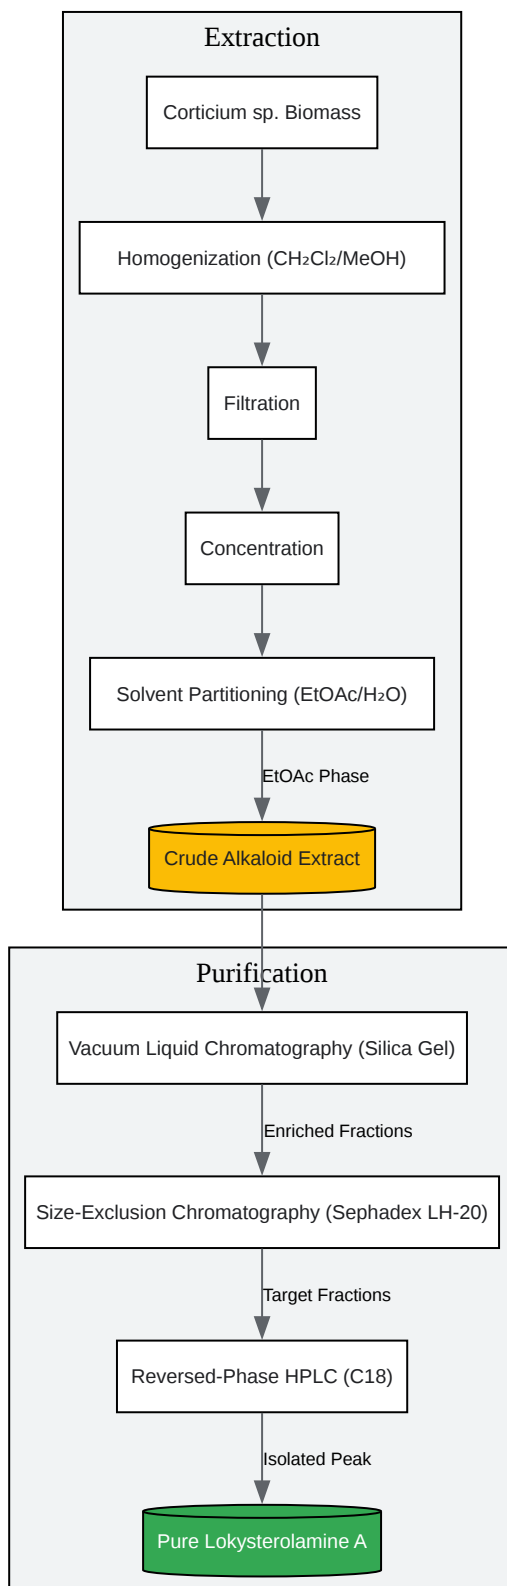 Extraction
Corticium sp. Biomass
Homogenization (CH₂Cl₂/MeOH)
Filtration
Concentration
Solvent Partitioning (EtOAc/H₂O)
EtOAc Phase
Crude Alkaloid Extract
Purification
Vacuum Liquid Chromatography (Silica Gel)
Enriched Fractions
Size-Exclusion Chromatography (Sephadex LH-20)
Target Fractions
Reversed-Phase HPLC (C18)
Isolated Peak
Pure Lokysterolamine A